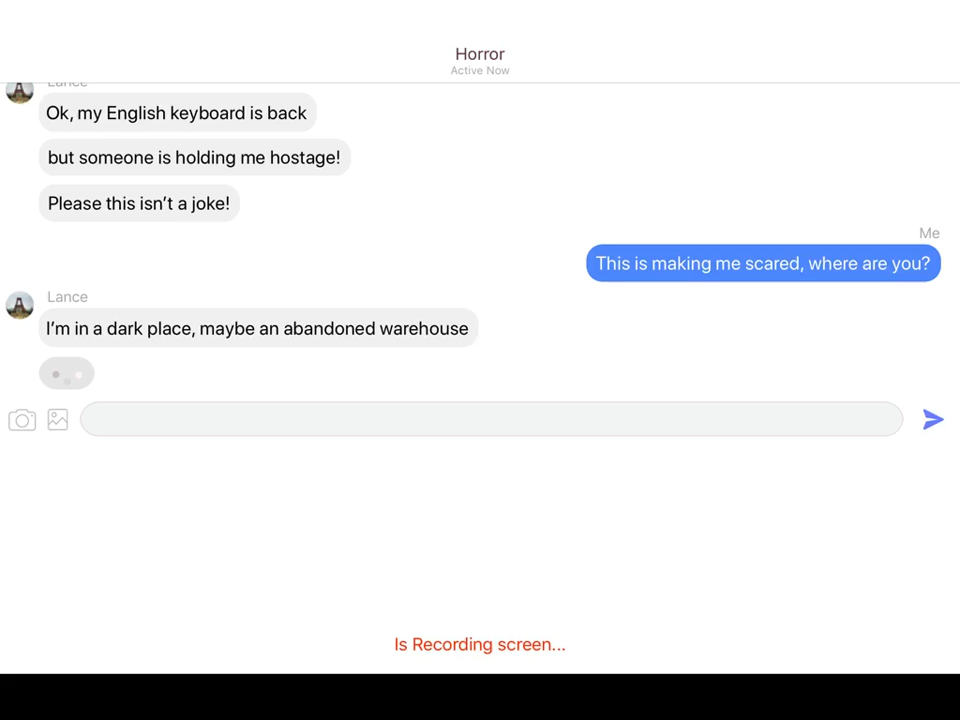 Horror
Active Now
Lance
Ok, my English keyboard is back
but someone is holding me hostage!
Please this isn't a joke!
Me
This is making me scared, where are you?
Lance
I'm in a dark place, maybe an abandoned warehouse
Is Recording screen...